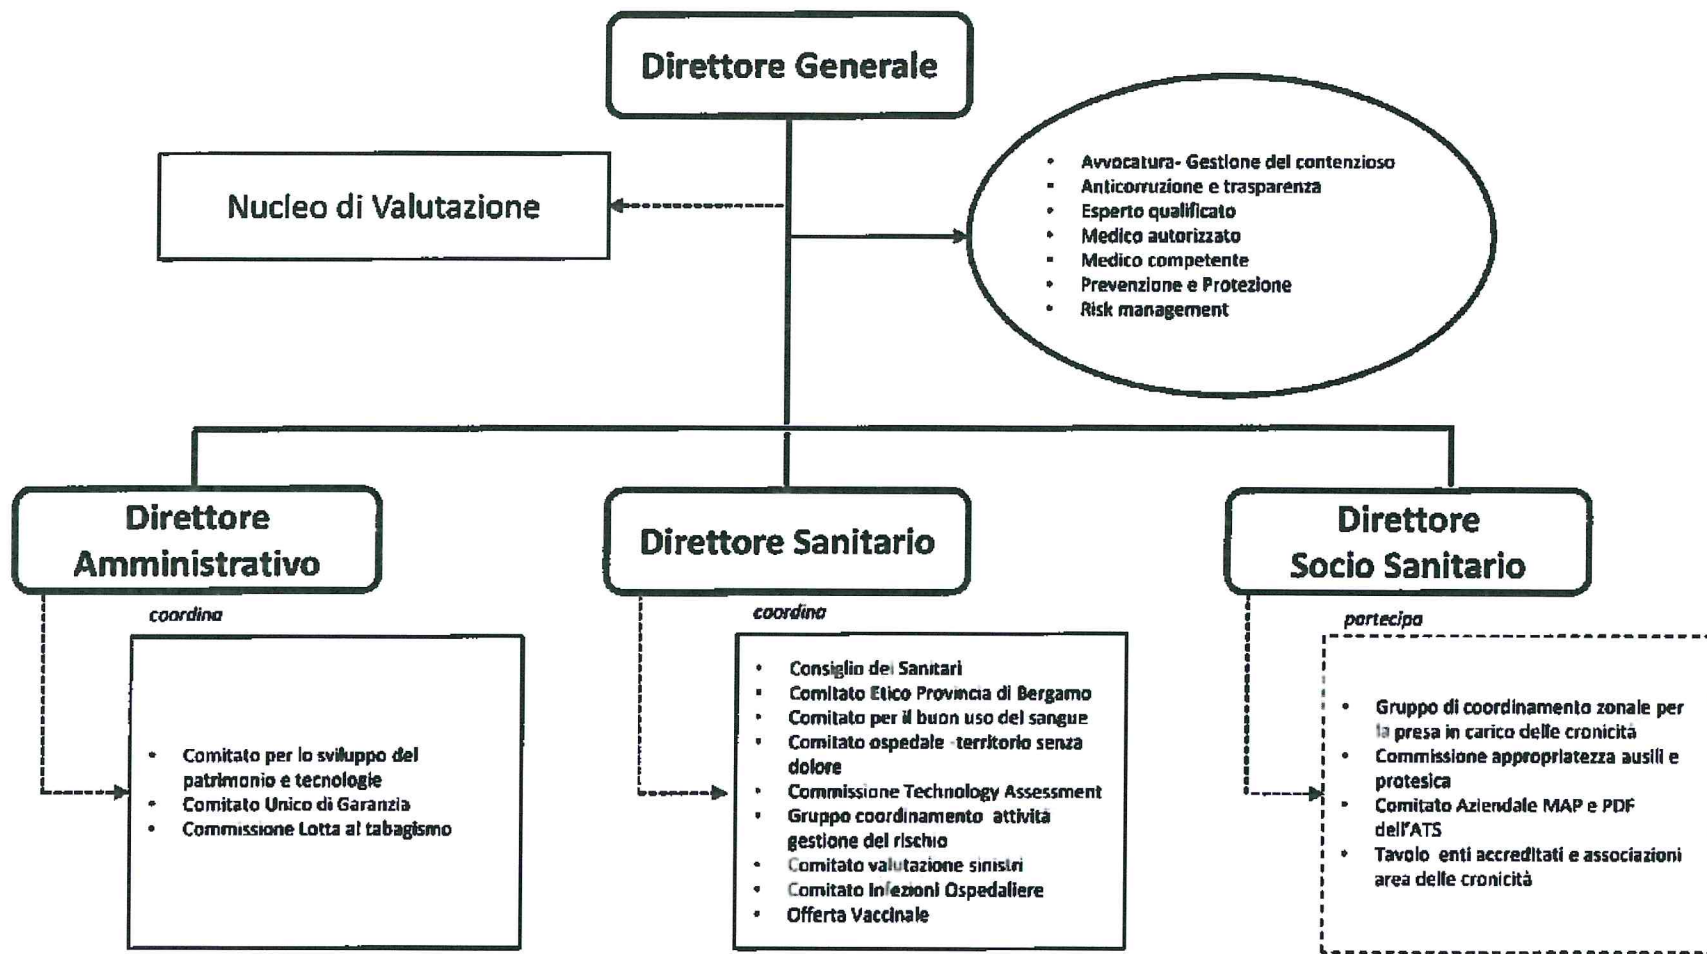 Direttore Generale
Nucleo di Valutazione
• Avvocatura- Gestione del contenzioso
• Anticorruzione e trasparenza
• Esperto qualificato
• Medico autorizzato
• Medico competente
• Prevenzione e Protezione
• Risk management
Direttore
Amministrativo
coordina
• Comitato per lo sviluppo del
patrimonio e tecnologie
• Comitato Unico di Garanzia
• Commissione Lotta al tabagismo
Direttore Sanitario
coordina
• Consiglio dei Sanitari
• Comitato Etico Provincia di Bergamo
• Comitato per il buon uso del sangue
• Comitato ospedale -territorio senza
dolore
• Commissione Technology Assessment
• Gruppo coordinamento attività
gestione del rischio
• Comitato valutazione sinistri
• Comitato Infezioni Ospedaliere
• Offerta Vaccinale
Direttore
Socio Sanitario
partecipa
• Gruppo di coordinamento zonale per
la presa in carico delle cronicità
• Commissione appropriatezza ausili e
protesica
• Comitato Aziendale MAP e PDF
dell'ATS
• Tavolo enti accreditati e associazioni
area delle cronicità